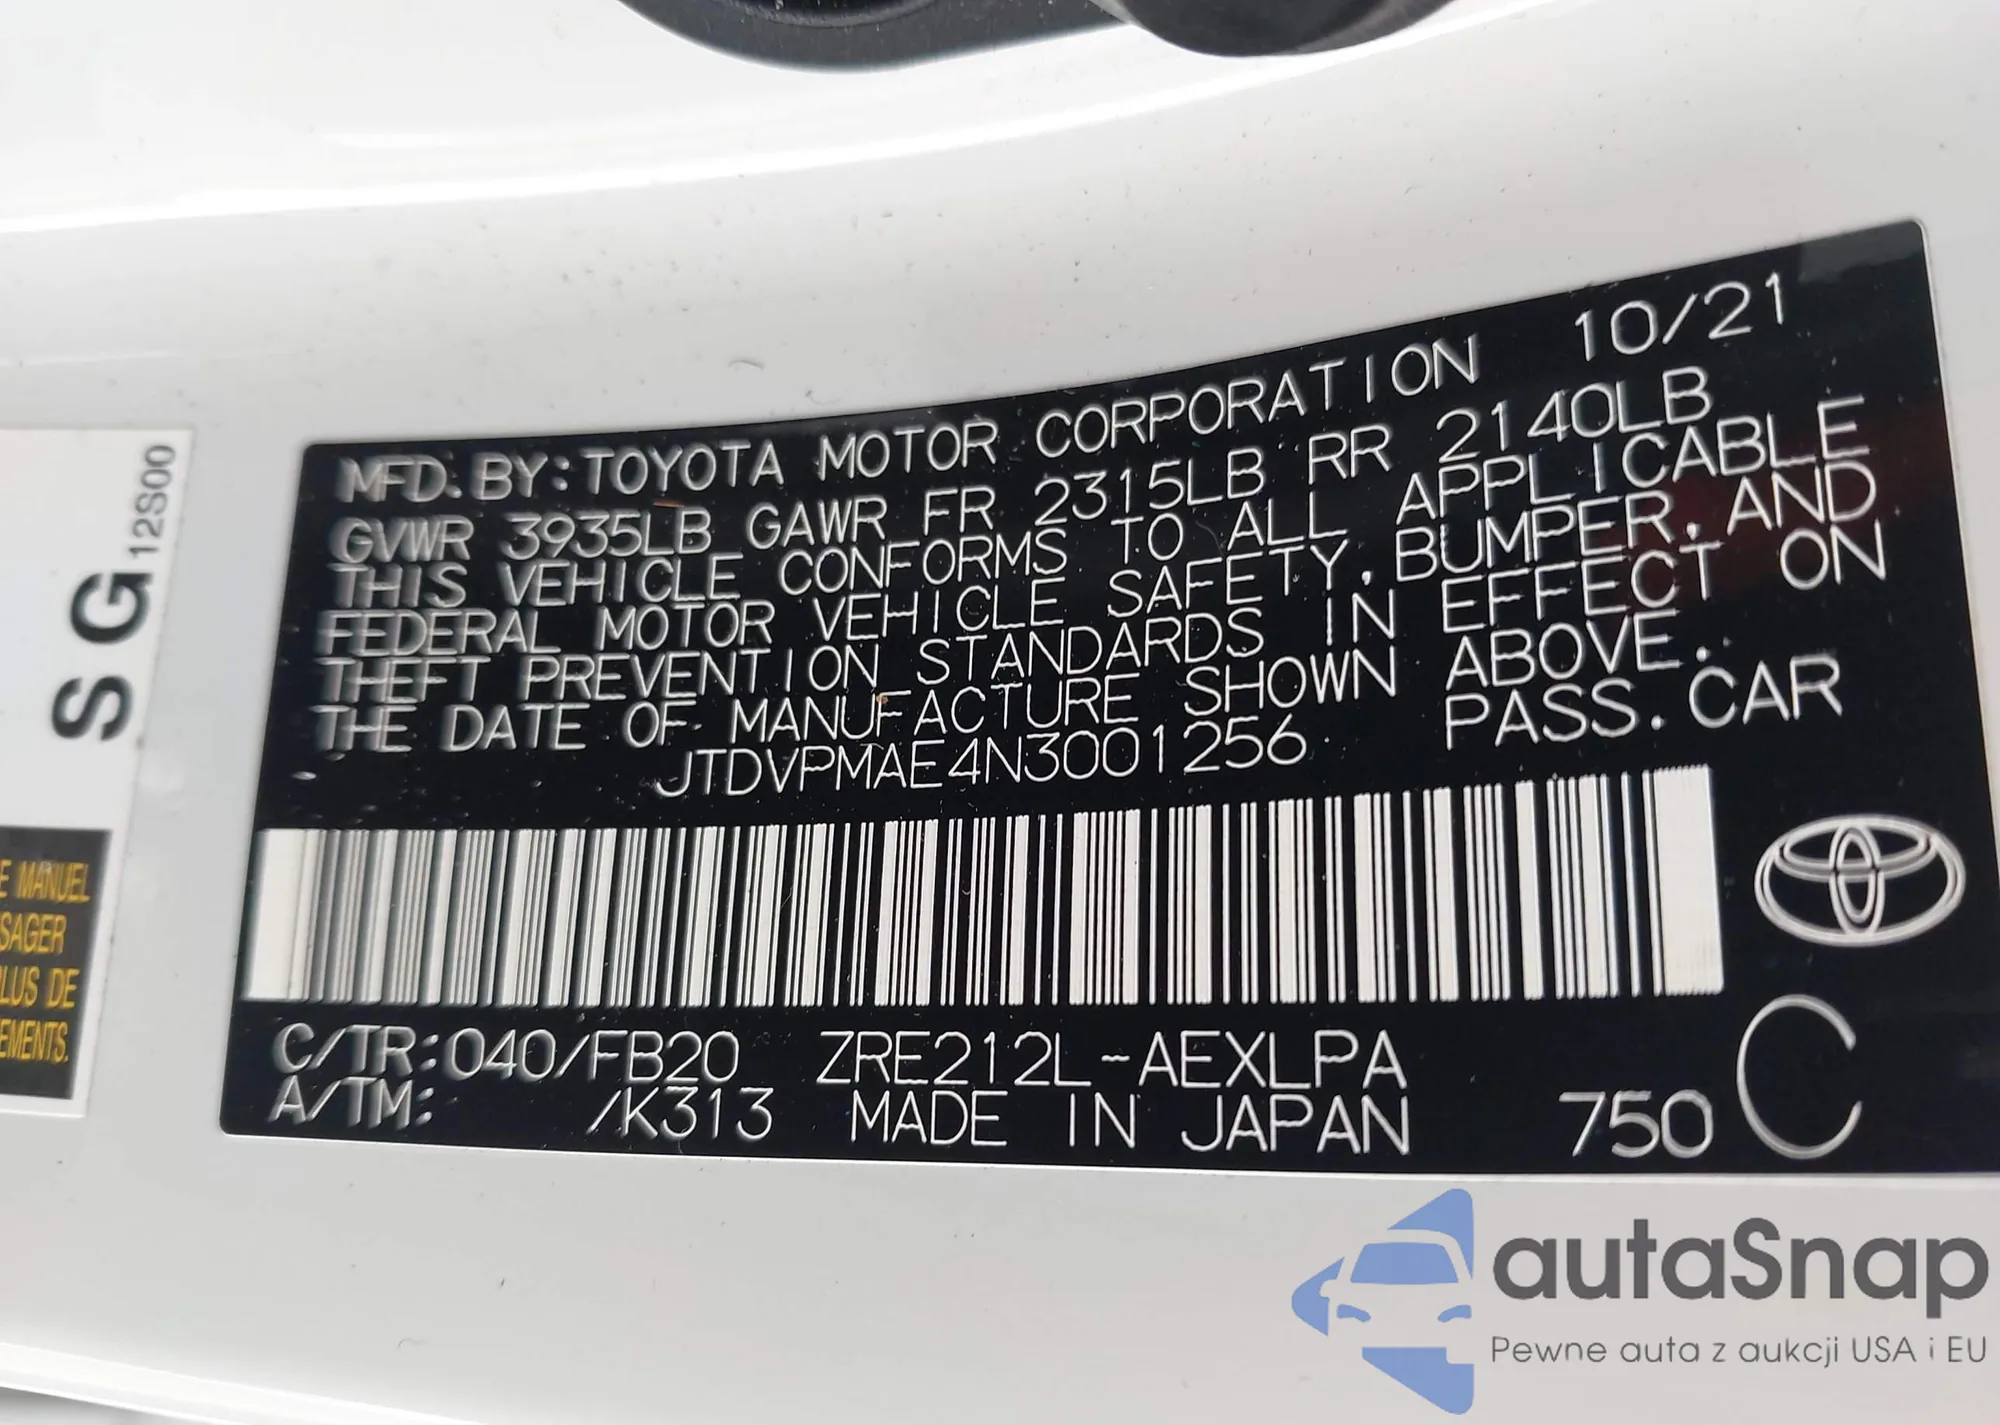 MFD. BY:TOYOTA MOTOR CORPORATION 10/21
GVWR 3935LB GAWR FR 2315LB RR 2140LB
THIS VEHICLE CONFORMS TO ALL APPLICABLE
FEDERAL MOTOR VEHICLE SAFETY, BUMPER, AND
THEFT PREVENTION STANDARDS IN EFFECT ON
THE DATE OF MANUFACTURE SHOWN ABOVE.
JTDVPMAE4N3001256 PASS. CAR
C/TR:040/FB20 ZRE212L-AEXLPA
A/TM: /K313 MADE IN JAPAN 750 C
SG12S00
E MANUEL
SAGER
LUS DE
EMENTS.
autaSnap
Pewne auta z aukcji USA i EU